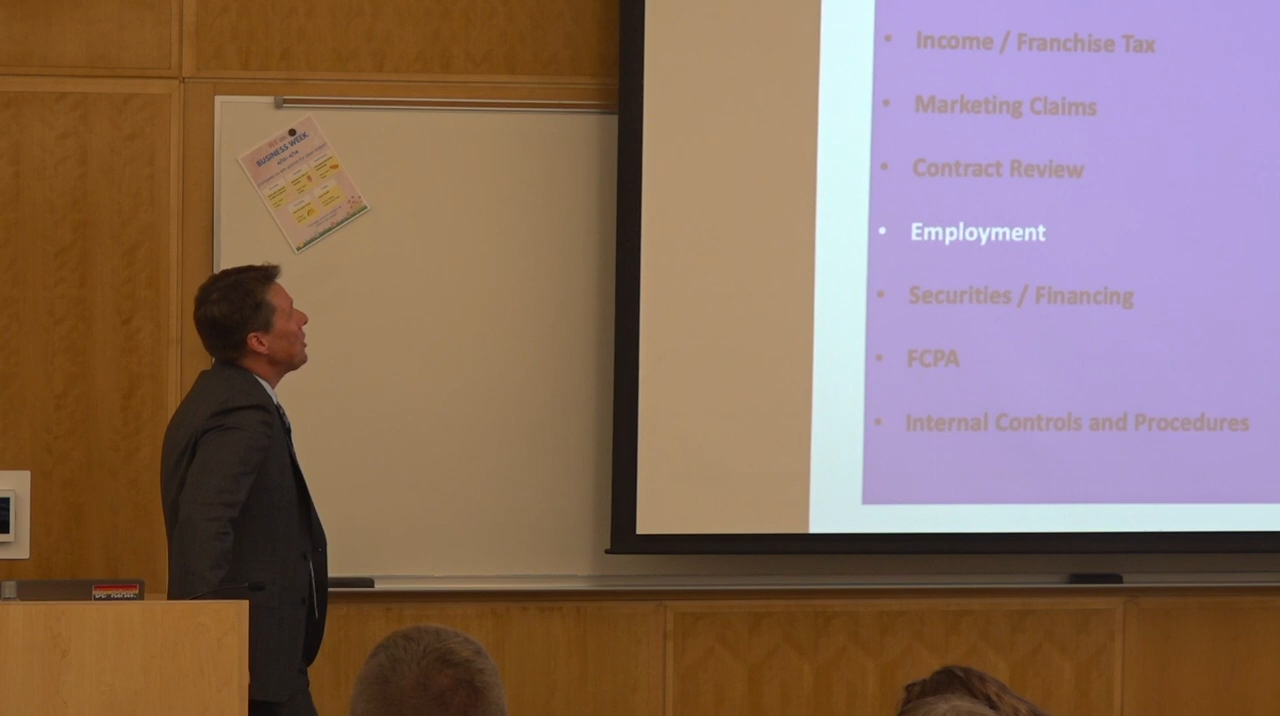 BUSINESS WEEK
• Income / Franchise Tax
• Marketing Claims
• Contract Review
• Employment
• Securities / Financing
• FCPA
• Internal Controls and Procedures